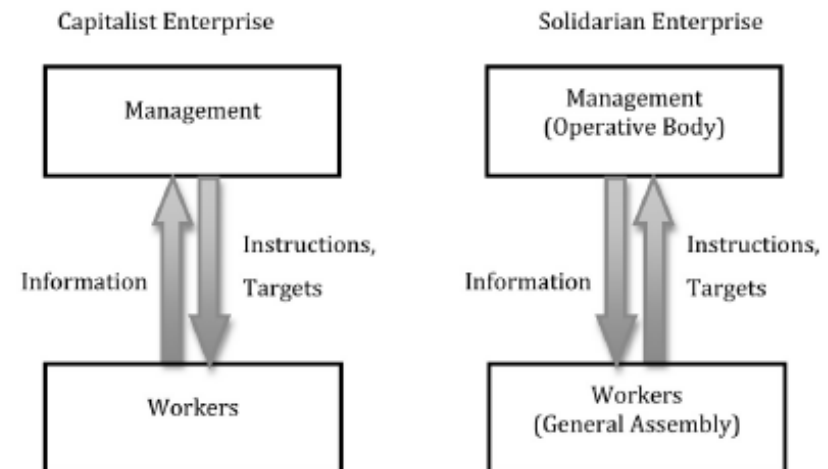 Capitalist Enterprise
Solidarian Enterprise
Management
Management
(Operative Body)
Information
Instructions,
Targets
Information
Instructions,
Targets
Workers
Workers
(General Assembly)